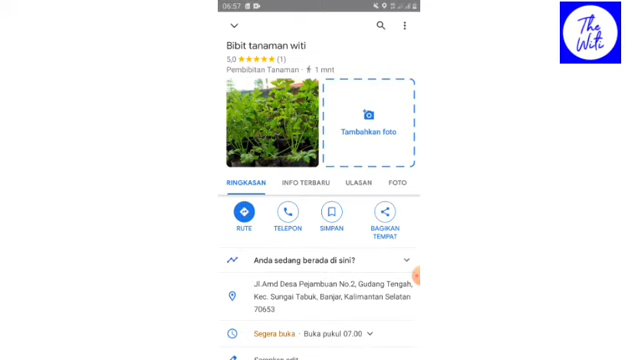 06:57
The
Witi
Bibit tanaman witi
5,0 (1)
Pembibitan Tanaman · 1 mnt
Tambahkan foto
RINGKASAN INFO TERBARU ULASAN FOTO
RUTE TELEPON SIMPAN BAGIKAN
TEMPAT
Anda sedang berada di sini?
Jl.Amd Desa Pejambuan No.2, Gudang Tengah,
Kec. Sungai Tabuk, Banjar, Kalimantan Selatan
70653
Segera buka · Buka pukul 07.00